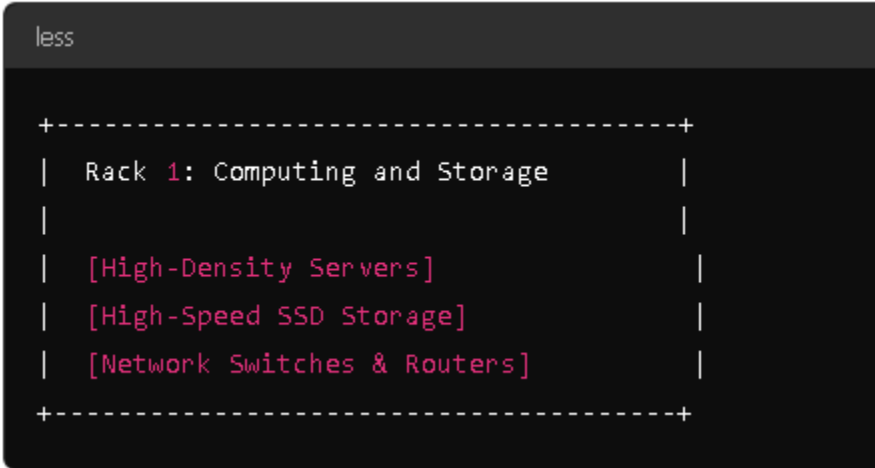 less
+---------------------------------------+
|  Rack 1: Computing and Storage        |
|                                       |
|  [High-Density Servers]                |
|  [High-Speed SSD Storage]              |
|  [Network Switches & Routers]          |
+---------------------------------------+